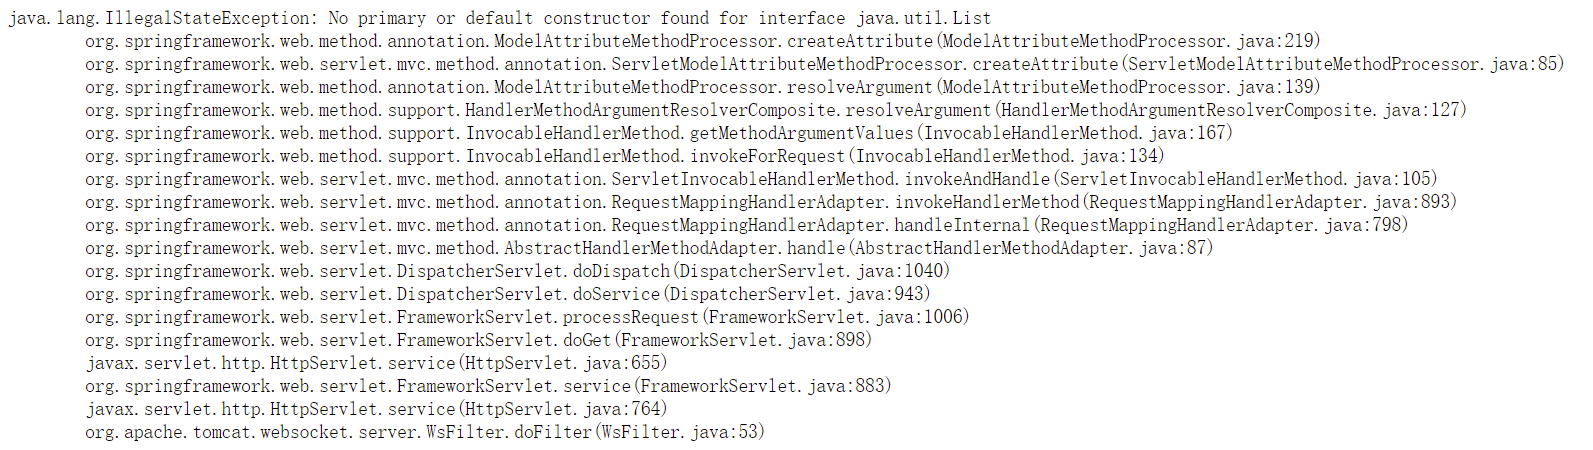 java.lang.IllegalStateException: No primary or default constructor found for interface java.util.List
org.springframework.web.method.annotation.ModelAttributeMethodProcessor.createAttribute(ModelAttributeMethodProcessor.java:219)
org.springframework.web.servlet.mvc.method.annotation.ServletModelAttributeMethodProcessor.createAttribute(ServletModelAttributeMethodProcessor.java:85)
org.springframework.web.method.annotation.ModelAttributeMethodProcessor.resolveArgument(ModelAttributeMethodProcessor.java:139)
org.springframework.web.method.support.HandlerMethodArgumentResolverComposite.resolveArgument(HandlerMethodArgumentResolverComposite.java:127)
org.springframework.web.method.support.InvocableHandlerMethod.getMethodArgumentValues(InvocableHandlerMethod.java:167)
org.springframework.web.method.support.InvocableHandlerMethod.invokeForRequest(InvocableHandlerMethod.java:134)
org.springframework.web.servlet.mvc.method.annotation.ServletInvocableHandlerMethod.invokeAndHandle(ServletInvocableHandlerMethod.java:105)
org.springframework.web.servlet.mvc.method.annotation.RequestMappingHandlerAdapter.invokeHandlerMethod(RequestMappingHandlerAdapter.java:893)
org.springframework.web.servlet.mvc.method.annotation.RequestMappingHandlerAdapter.handleInternal(RequestMappingHandlerAdapter.java:798)
org.springframework.web.servlet.mvc.method.AbstractHandlerMethodAdapter.handle(AbstractHandlerMethodAdapter.java:87)
org.springframework.web.servlet.DispatcherServlet.doDispatch(DispatcherServlet.java:1040)
org.springframework.web.servlet.DispatcherServlet.doService(DispatcherServlet.java:943)
org.springframework.web.servlet.FrameworkServlet.processRequest(FrameworkServlet.java:1006)
org.springframework.web.servlet.FrameworkServlet.doGet(FrameworkServlet.java:898)
javax.servlet.http.HttpServlet.service(HttpServlet.java:655)
org.springframework.web.servlet.FrameworkServlet.service(FrameworkServlet.java:883)
javax.servlet.http.HttpServlet.service(HttpServlet.java:764)
org.apache.tomcat.websocket.server.WsFilter.doFilter(WsFilter.java:53)